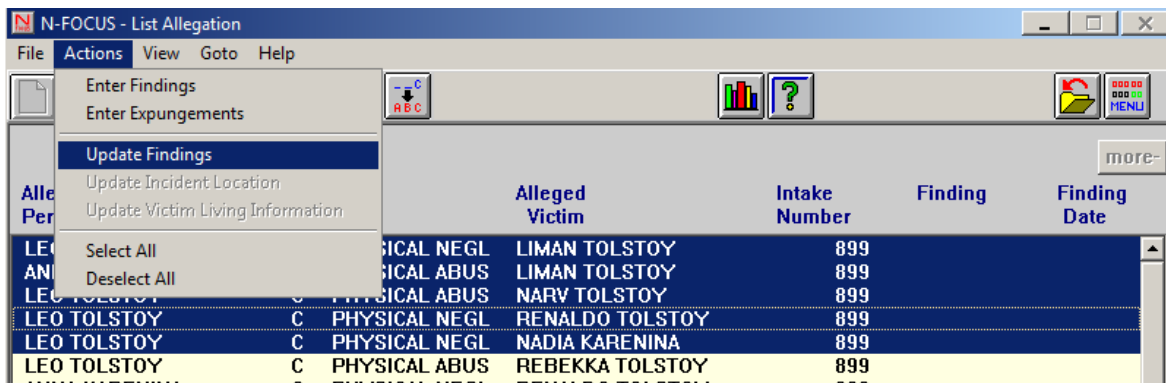 N-FOCUS - List Allegation
File Actions View Goto Help
Enter Findings
Enter Expungements
Update Findings
Update Incident Location
Update Victim Living Information
Select All
Deselect All
A B C
MENU
more-
Alleged Victim
Intake Number
Finding
Finding Date
LIMAN TOLSTOY 899
LIMAN TOLSTOY 899
LEO TOLSTOY C PHYSICAL ABUS NARV TOLSTOY 899
LEO TOLSTOY C PHYSICAL NEGL RENALDO TOLSTOY 899
LEO TOLSTOY C PHYSICAL NEGL NADIA KARENINA 899
LEO TOLSTOY C PHYSICAL ABUS REBEKKA TOLSTOY 899